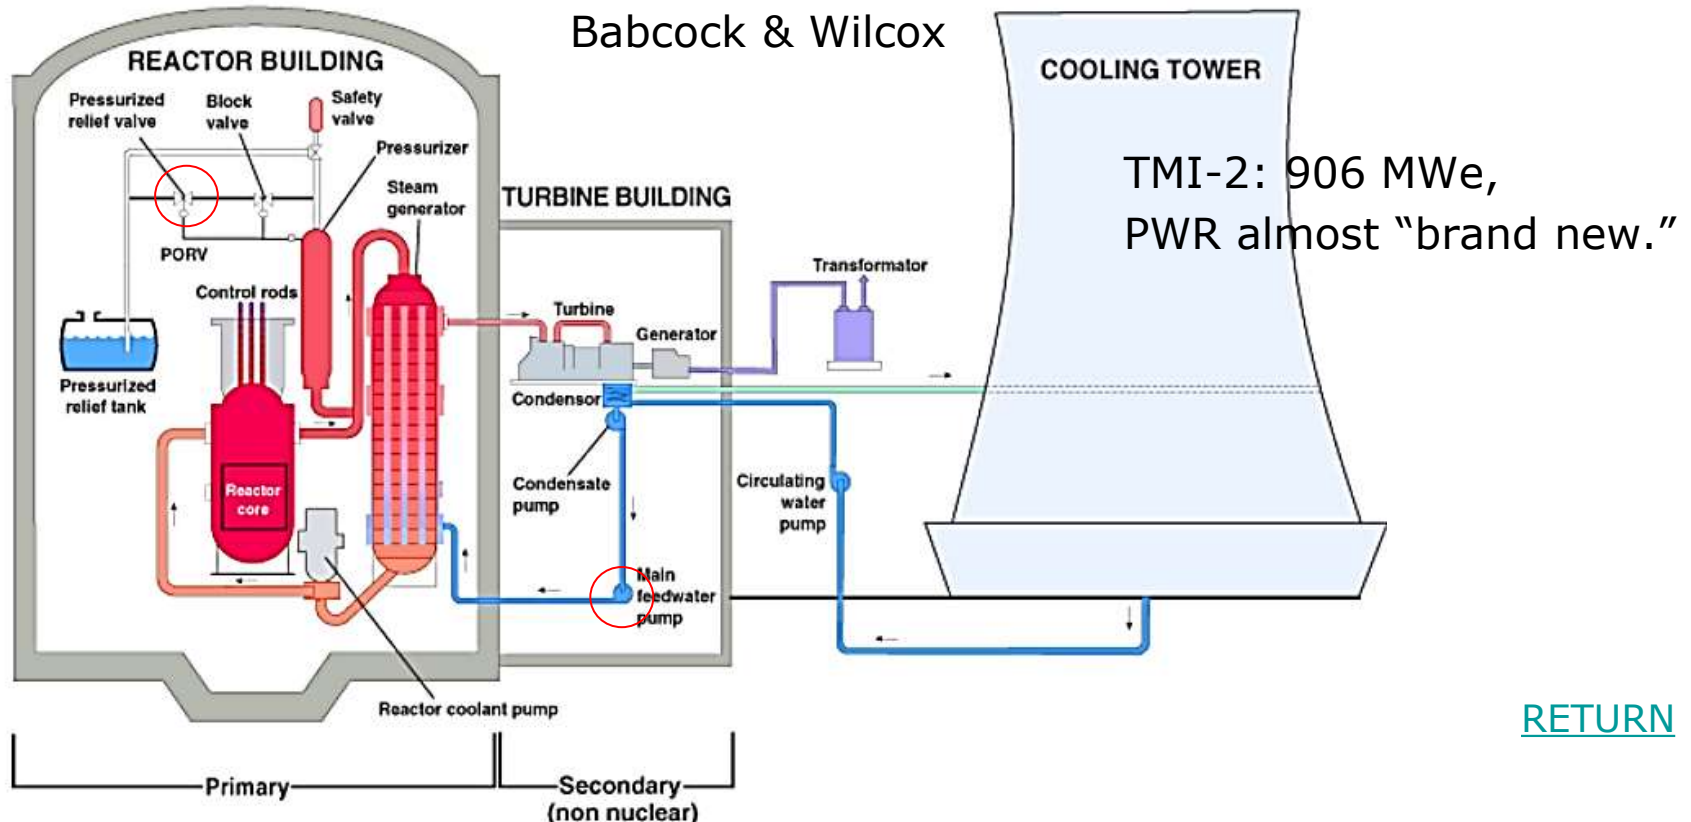 Babcock & Wilcox
REACTOR BUILDING
COOLING TOWER
Pressurized
relief valve
Block
valve
Safety
valve
Pressurizer
Steam
generator
TURBINE BUILDING
TMI-2: 906 MWe,
PWR almost “brand new.”
PORV
Control rods
Transformator
Turbine
Generator
Pressurized
relief tank
Condensor
Reactor
core
Condensate
pump
Circulating
water
pump
Main
feedwater
pump
Reactor coolant pump
RETURN
Primary
Secondary
(non nuclear)